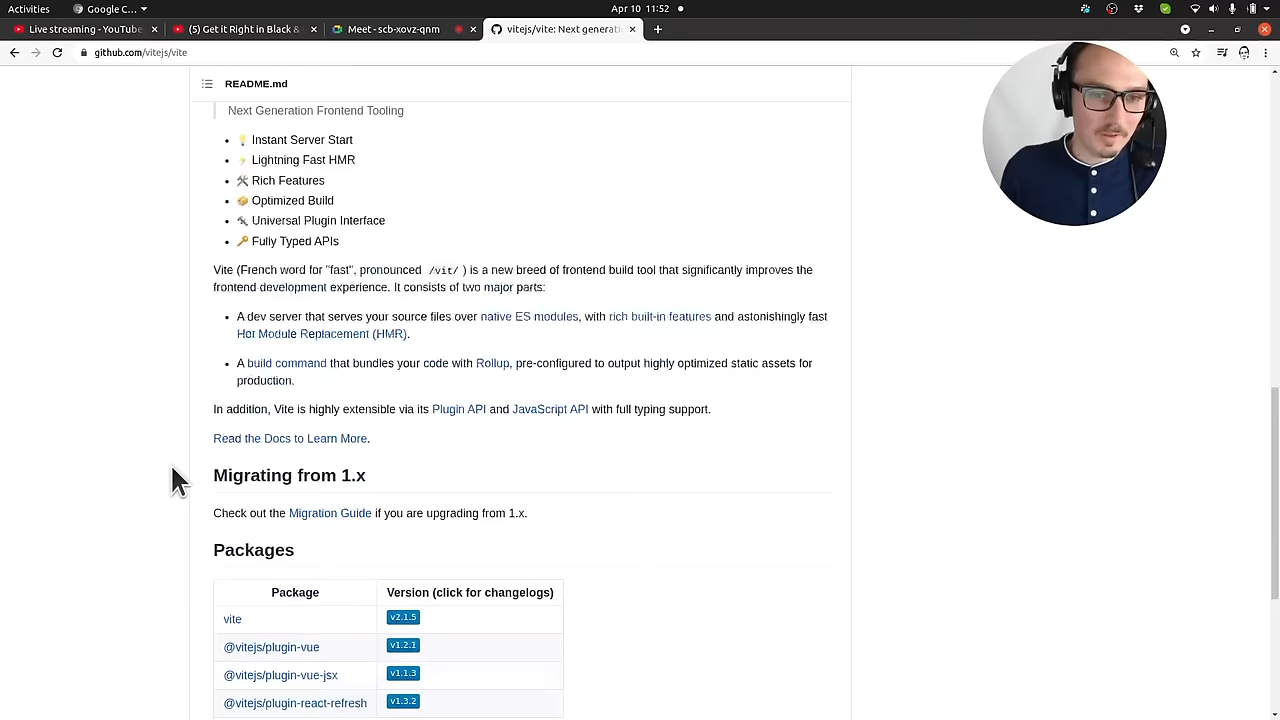 Activities
Google C...
Apr 10 11:52
Live streaming - YouTube
(5) Get it Right in Black &
Meet - scb-xovz-qnm
vitejs/vite: Next generati
github.com/vitejs/vite
README.md
Next Generation Frontend Tooling
Instant Server Start
Lightning Fast HMR
Rich Features
Optimized Build
Universal Plugin Interface
Fully Typed APIs
Vite (French word for "fast", pronounced /vit/ ) is a new breed of frontend build tool that significantly improves the
frontend development experience. It consists of two major parts:
A dev server that serves your source files over native ES modules, with rich built-in features and astonishingly fast
Hot Module Replacement (HMR).
A build command that bundles your code with Rollup, pre-configured to output highly optimized static assets for
production.
In addition, Vite is highly extensible via its Plugin API and JavaScript API with full typing support.
Read the Docs to Learn More.
Migrating from 1.x
Check out the Migration Guide if you are upgrading from 1.x.
Packages
Package Version (click for changelogs)
vite v2.1.5
@vitejs/plugin-vue v1.2.1
@vitejs/plugin-vue-jsx v1.1.3
@vitejs/plugin-react-refresh v1.3.2